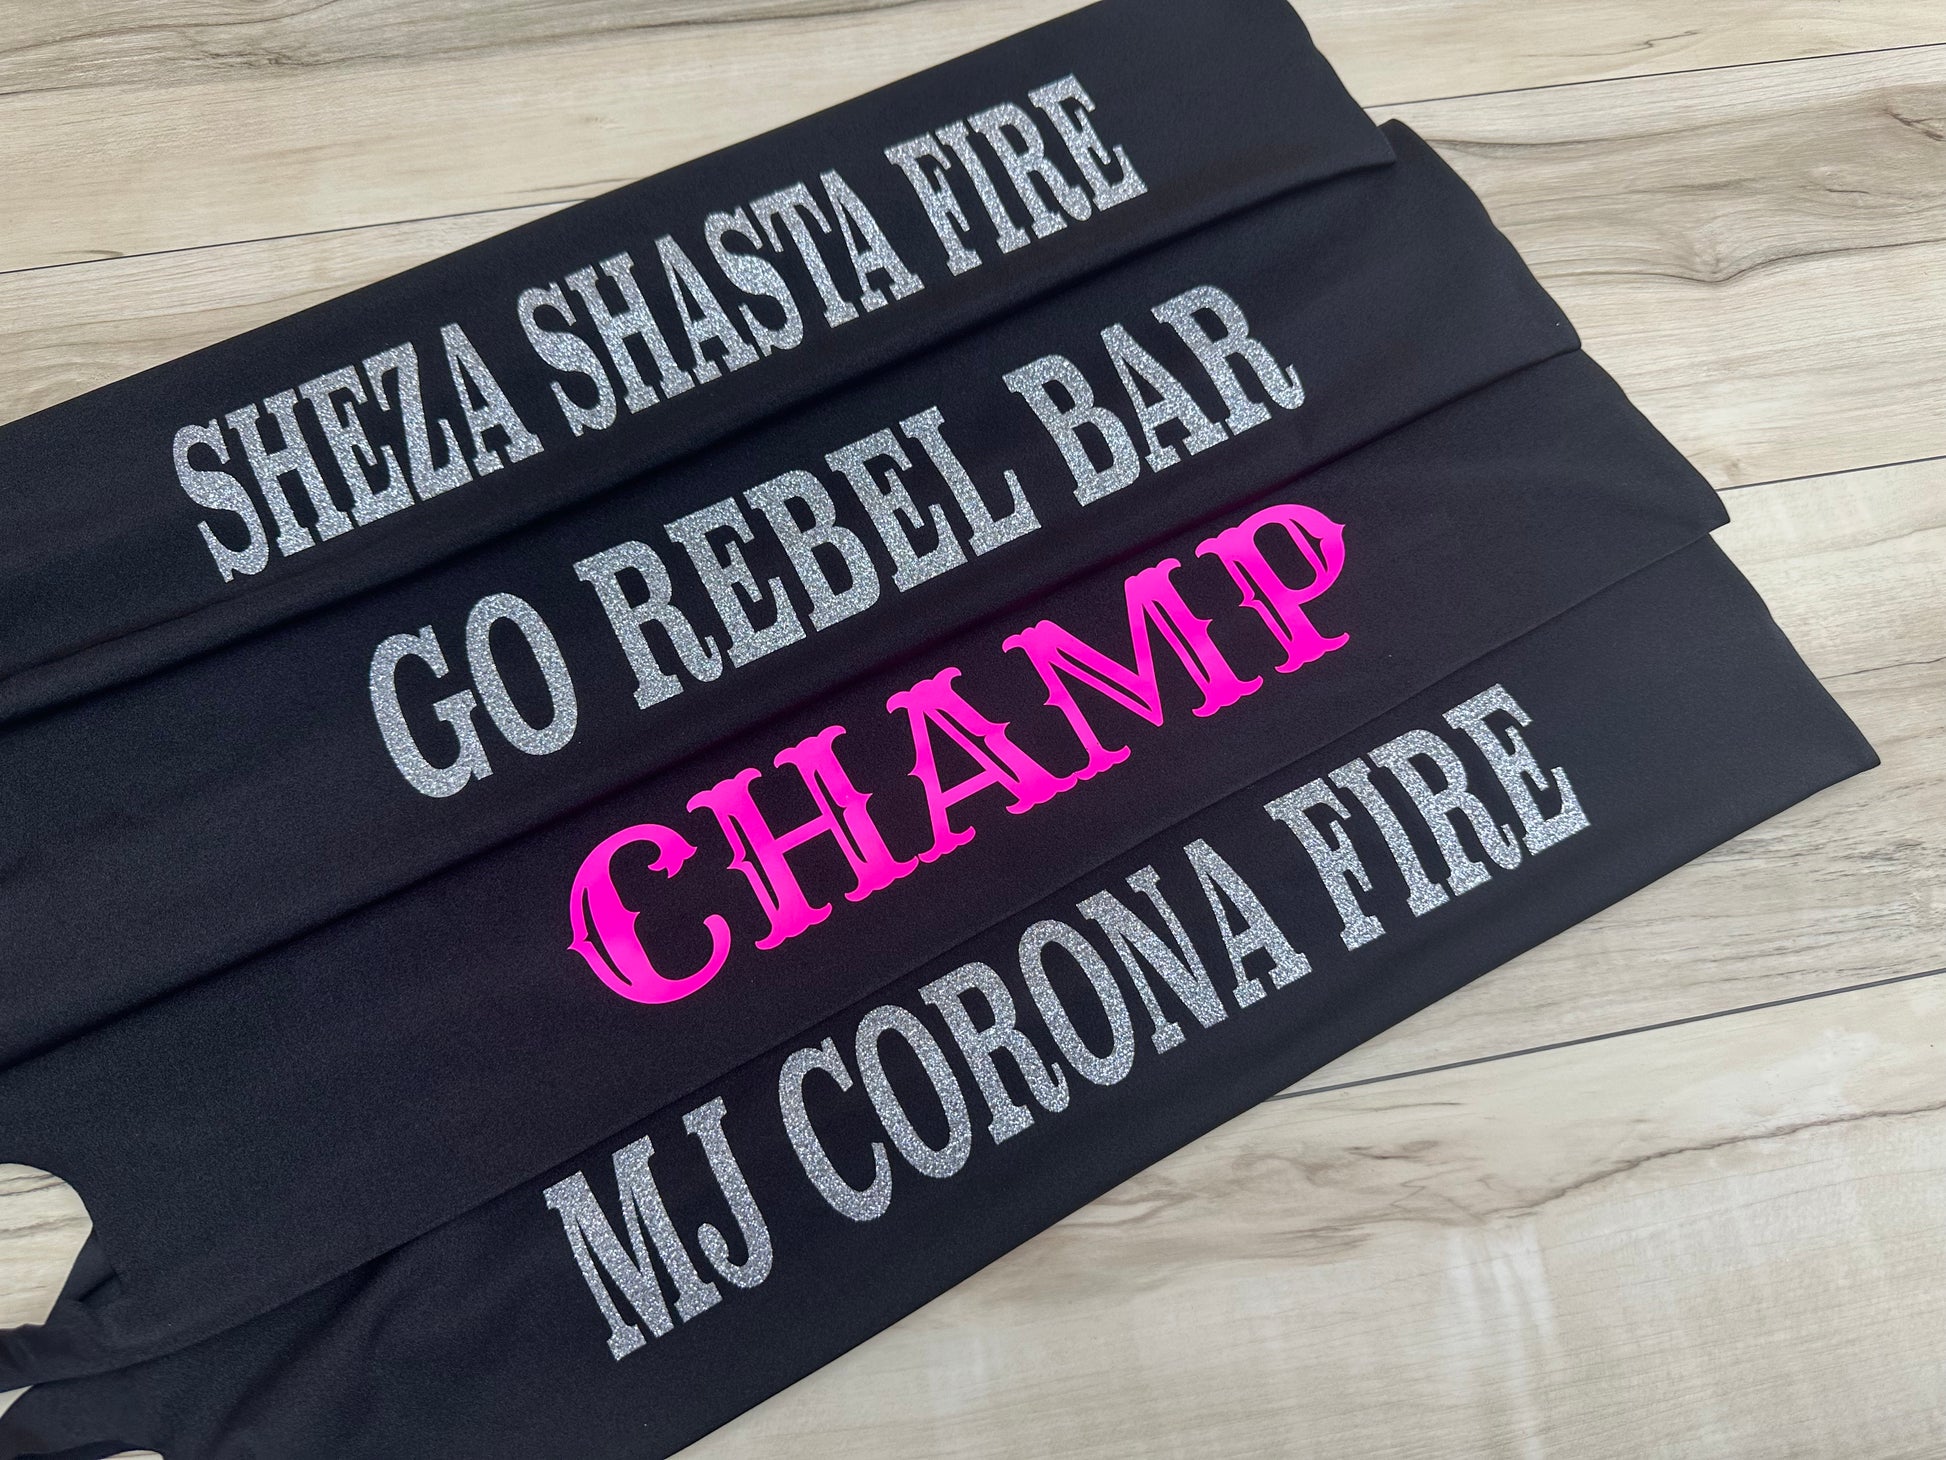 SHEZA SHASTA FIRE
GO REBEL BAR
CHAMP
MJ CORONA FIRE